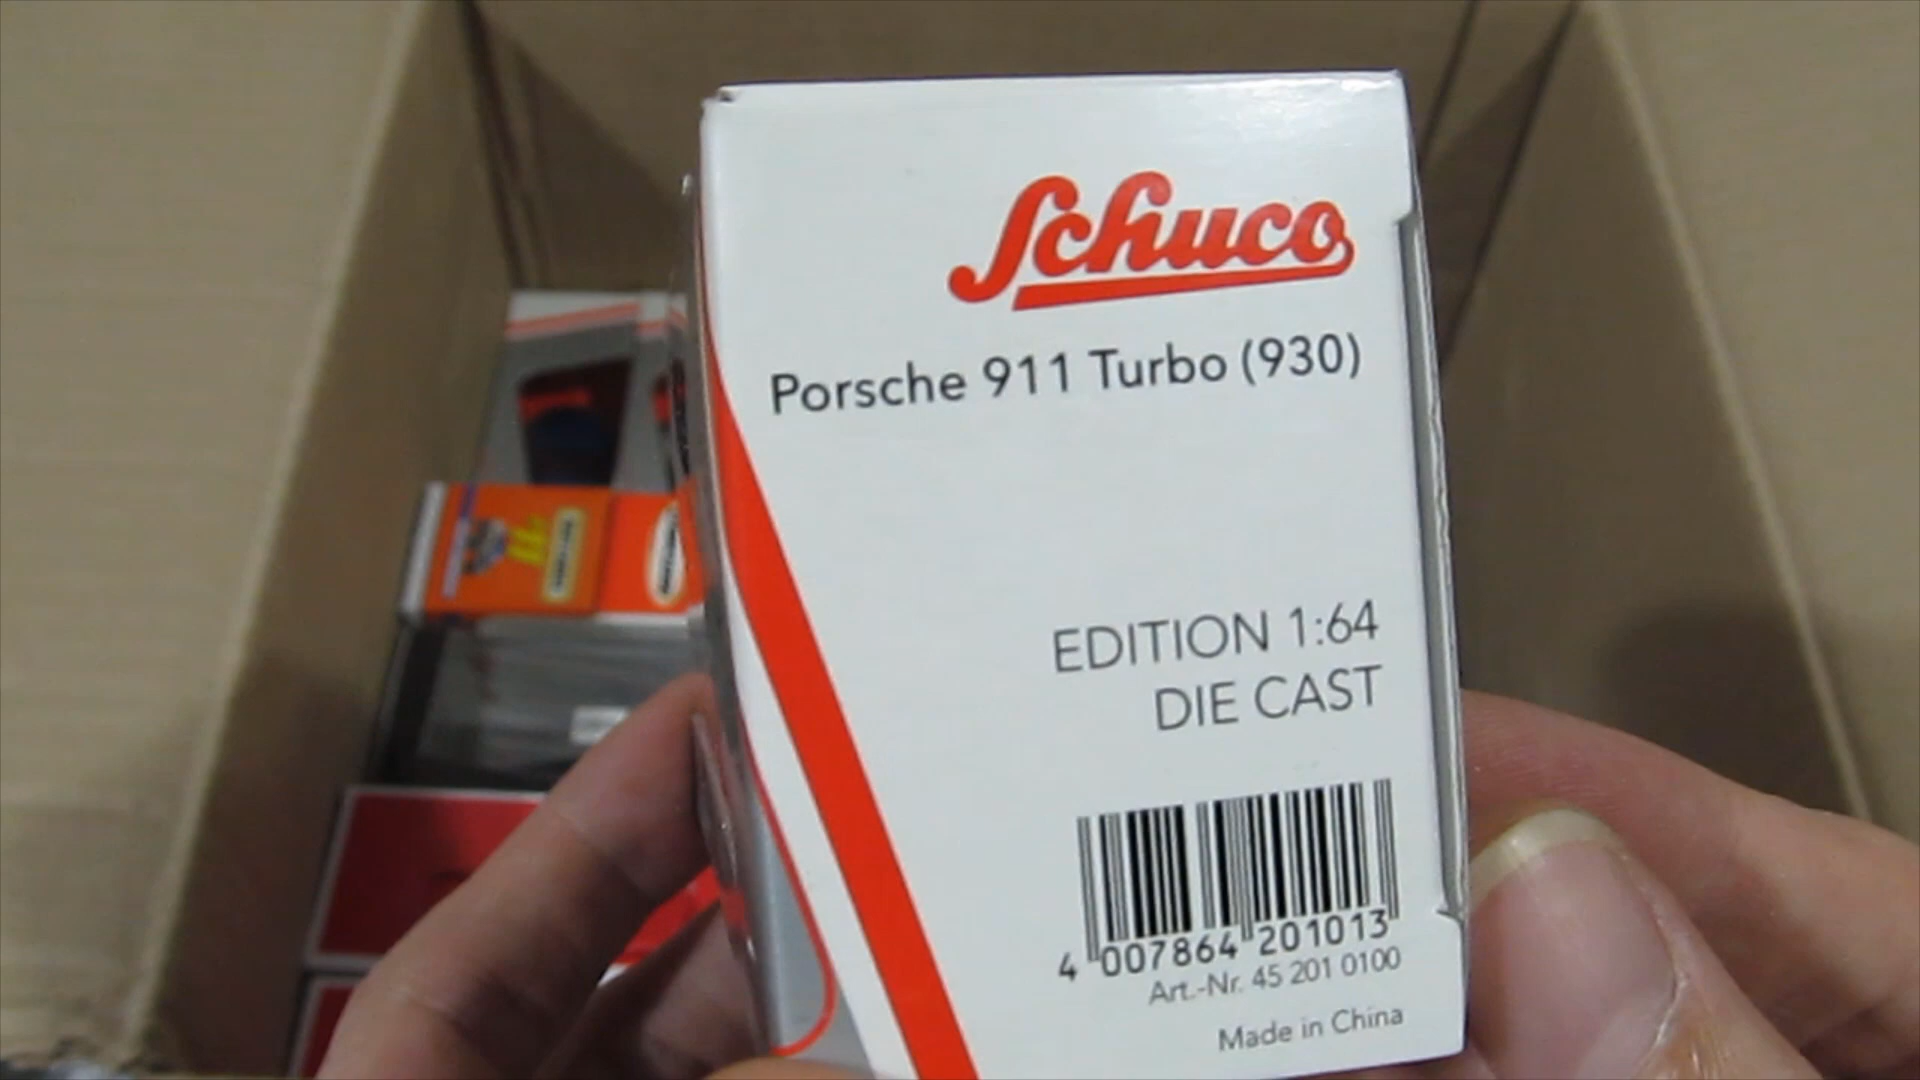 Schuco
Porsche 911 Turbo (930)
EDITION 1:64
DIE CAST
4 007864 201013
Art.-Nr. 45 201 0100
Made in China